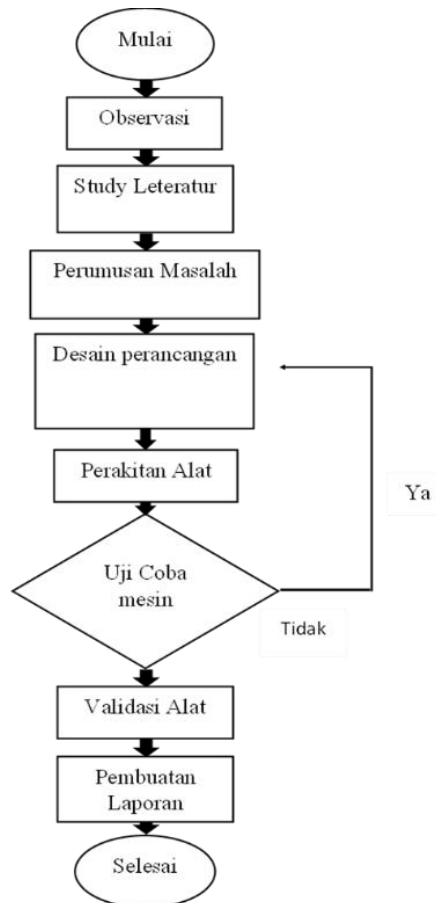 Mulai
Observasi
Study Leteratur
Perumusan Masalah
Desain perancangan
Perakitan Alat
Ya
Uji Coba
mesin
Tidak
Validasi Alat
Pembuatan
Laporan
Selesai